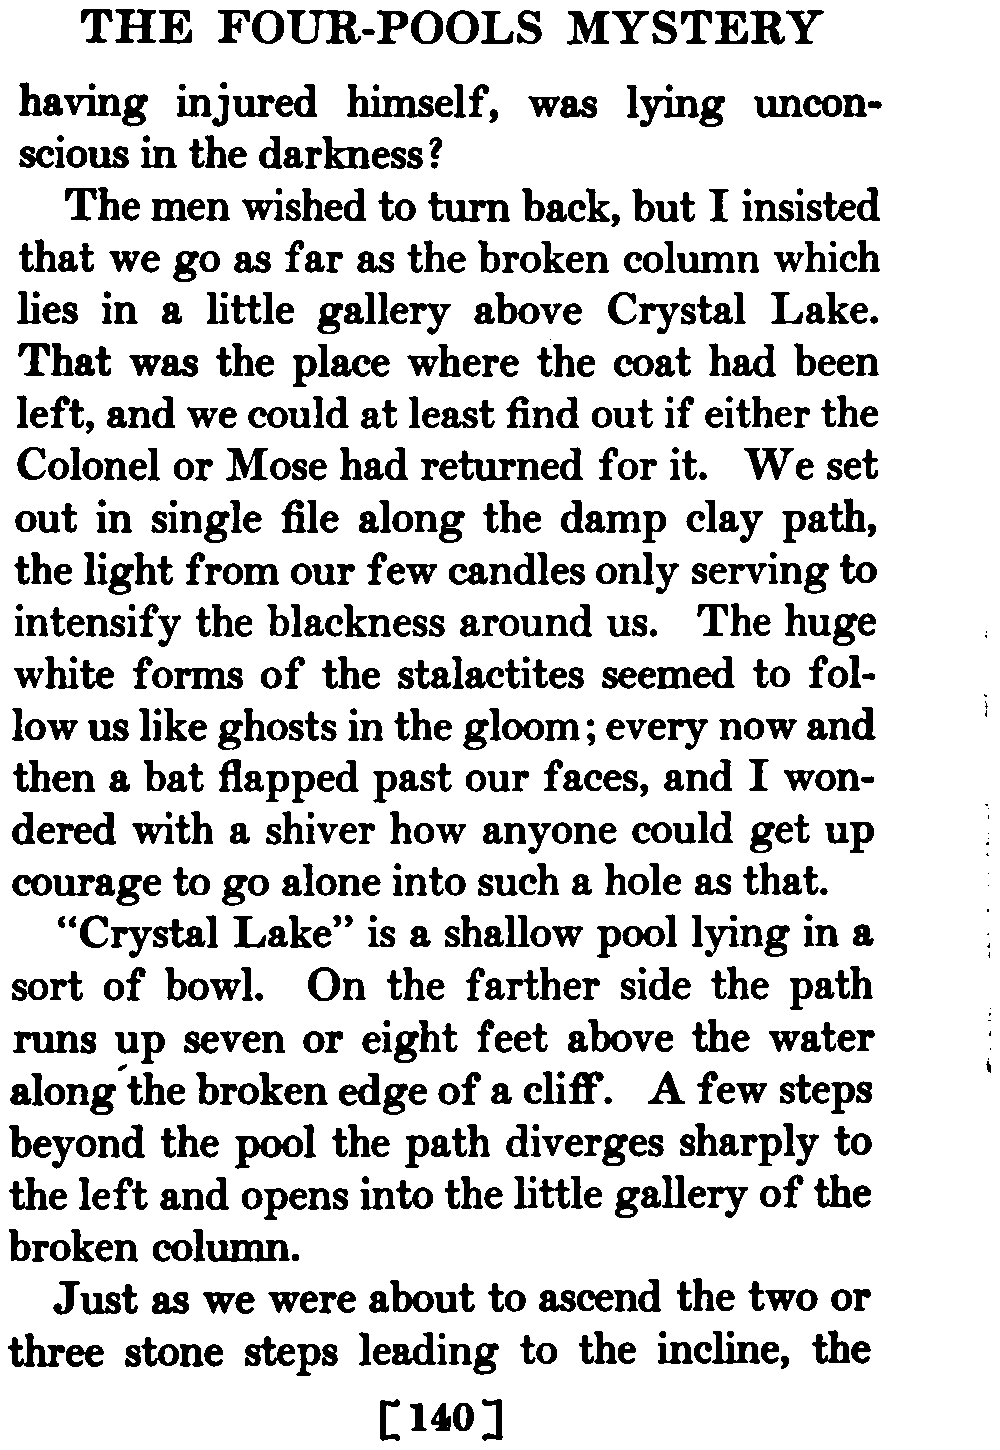 THE FOUR-POOLS MYSTERY
having injured himself, was lying uncon-
scious in the darkness?
The men wished to turn back, but I insisted
that we go as far as the broken column which
lies in a little gallery above Crystal Lake.
That was the place where the coat had been
left, and we could at least find out if either the
Colonel or Mose had returned for it. We set
out in single file along the damp clay path,
the light from our few candles only serving to
intensify the blackness around us. The huge
white forms of the stalactites seemed to fol-
low us like ghosts in the gloom; every now and
then a bat flapped past our faces, and I won-
dered with a shiver how anyone could get up
courage to go alone into such a hole as that.
"Crystal Lake" is a shallow pool lying in a
sort of bowl. On the farther side the path
runs up seven or eight feet above the water
along the broken edge of a cliff. A few steps
beyond the pool the path diverges sharply to
the left and opens into the little gallery of the
broken column.
Just as we were about to ascend the two or
three stone steps leading to the incline, the
[140]